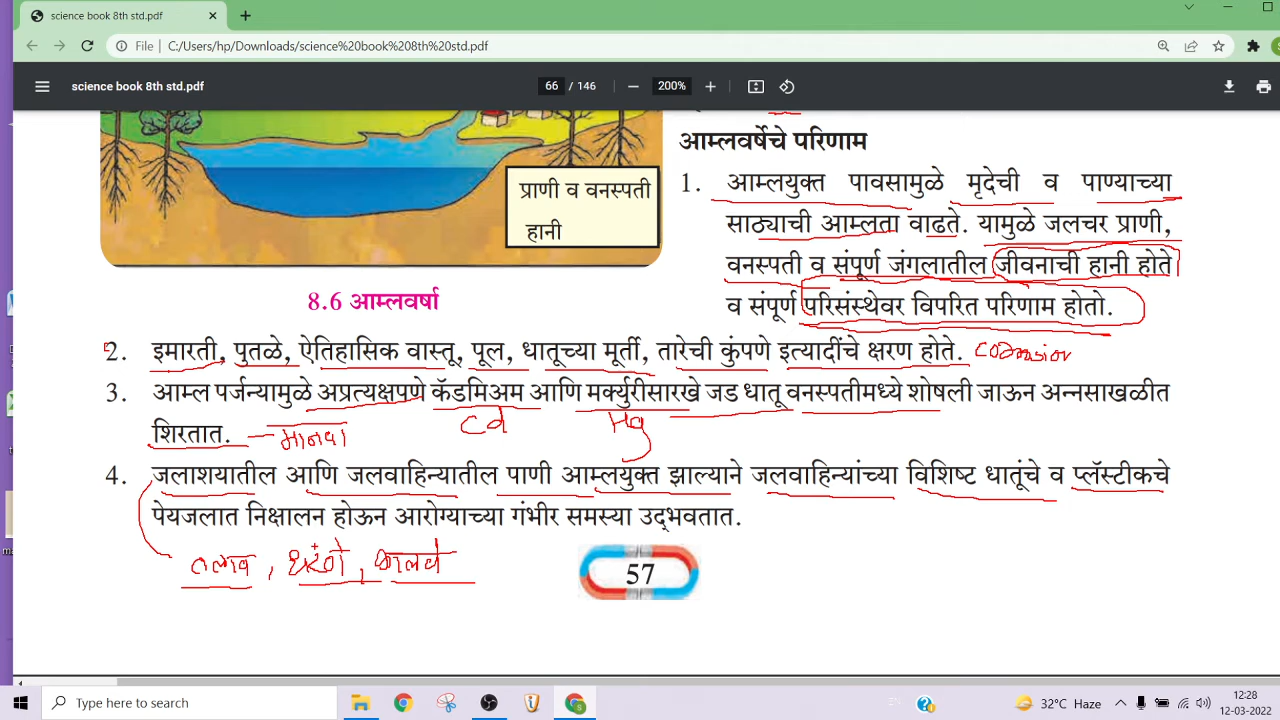 science book 8th std.pdf
File | C:/Users/hp/Downloads/science%20book%208th%20std.pdf
science book 8th std.pdf
66 / 146
200%
प्राणी व वनस्पती
हानी
8.6 आम्लवर्षा
आम्लवर्षेचे परिणाम
1. आम्लयुक्त पावसामुळे मृदेची व पाण्याच्या
साठ्याची आम्लता वाढते. यामुळे जलचर प्राणी,
वनस्पती व संपूर्ण जंगलातील जीवनाची हानी होते
व संपूर्ण परिसंस्थेवर विपरित परिणाम होतो.
2. इमारती, पुतळे, ऐतिहासिक वास्तू, पूल, धातूच्या मूर्ती, तारेची कुंपणे इत्यादींचे क्षरण होते.
3. आम्ल पर्जन्यामुळे अप्रत्यक्षपणे कॅडमिअम आणि मर्क्युरीसारखे जड धातू वनस्पतीमध्ये शोषली जाऊन अन्नसाखळीत
Cd Hg
शिरतात. मानवा
4. जलाशयातील आणि जलवाहिन्यातील पाणी आम्लयुक्त झाल्याने जलवाहिन्यांच्या विशिष्ट धातूंचे व प्लॅस्टीकचे
पेयजलात निक्षालन होऊन आरोग्याच्या गंभीर समस्या उद्भवतात.
तलाव,
57
Type here to search
32°C Haze
12:28
12-03-2022